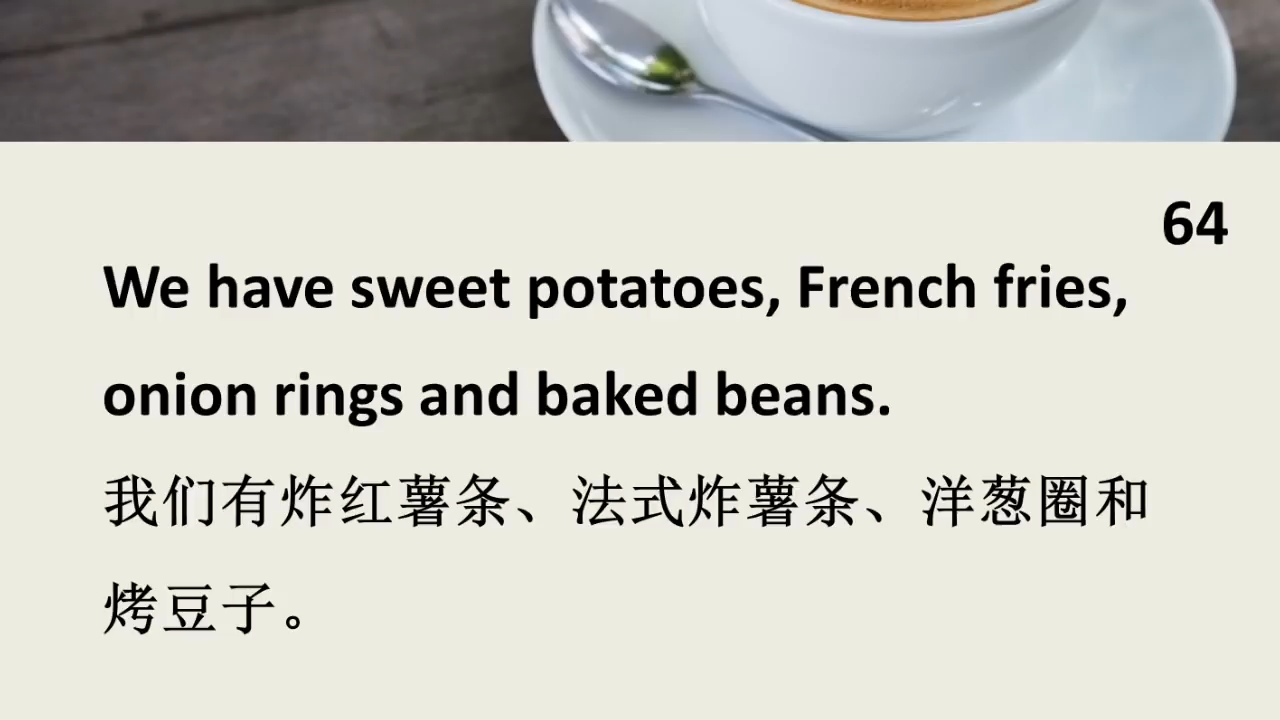 64
We have sweet potatoes, French fries,
onion rings and baked beans.
我们有炸红薯条、法式炸薯条、洋葱圈和
烤豆子。